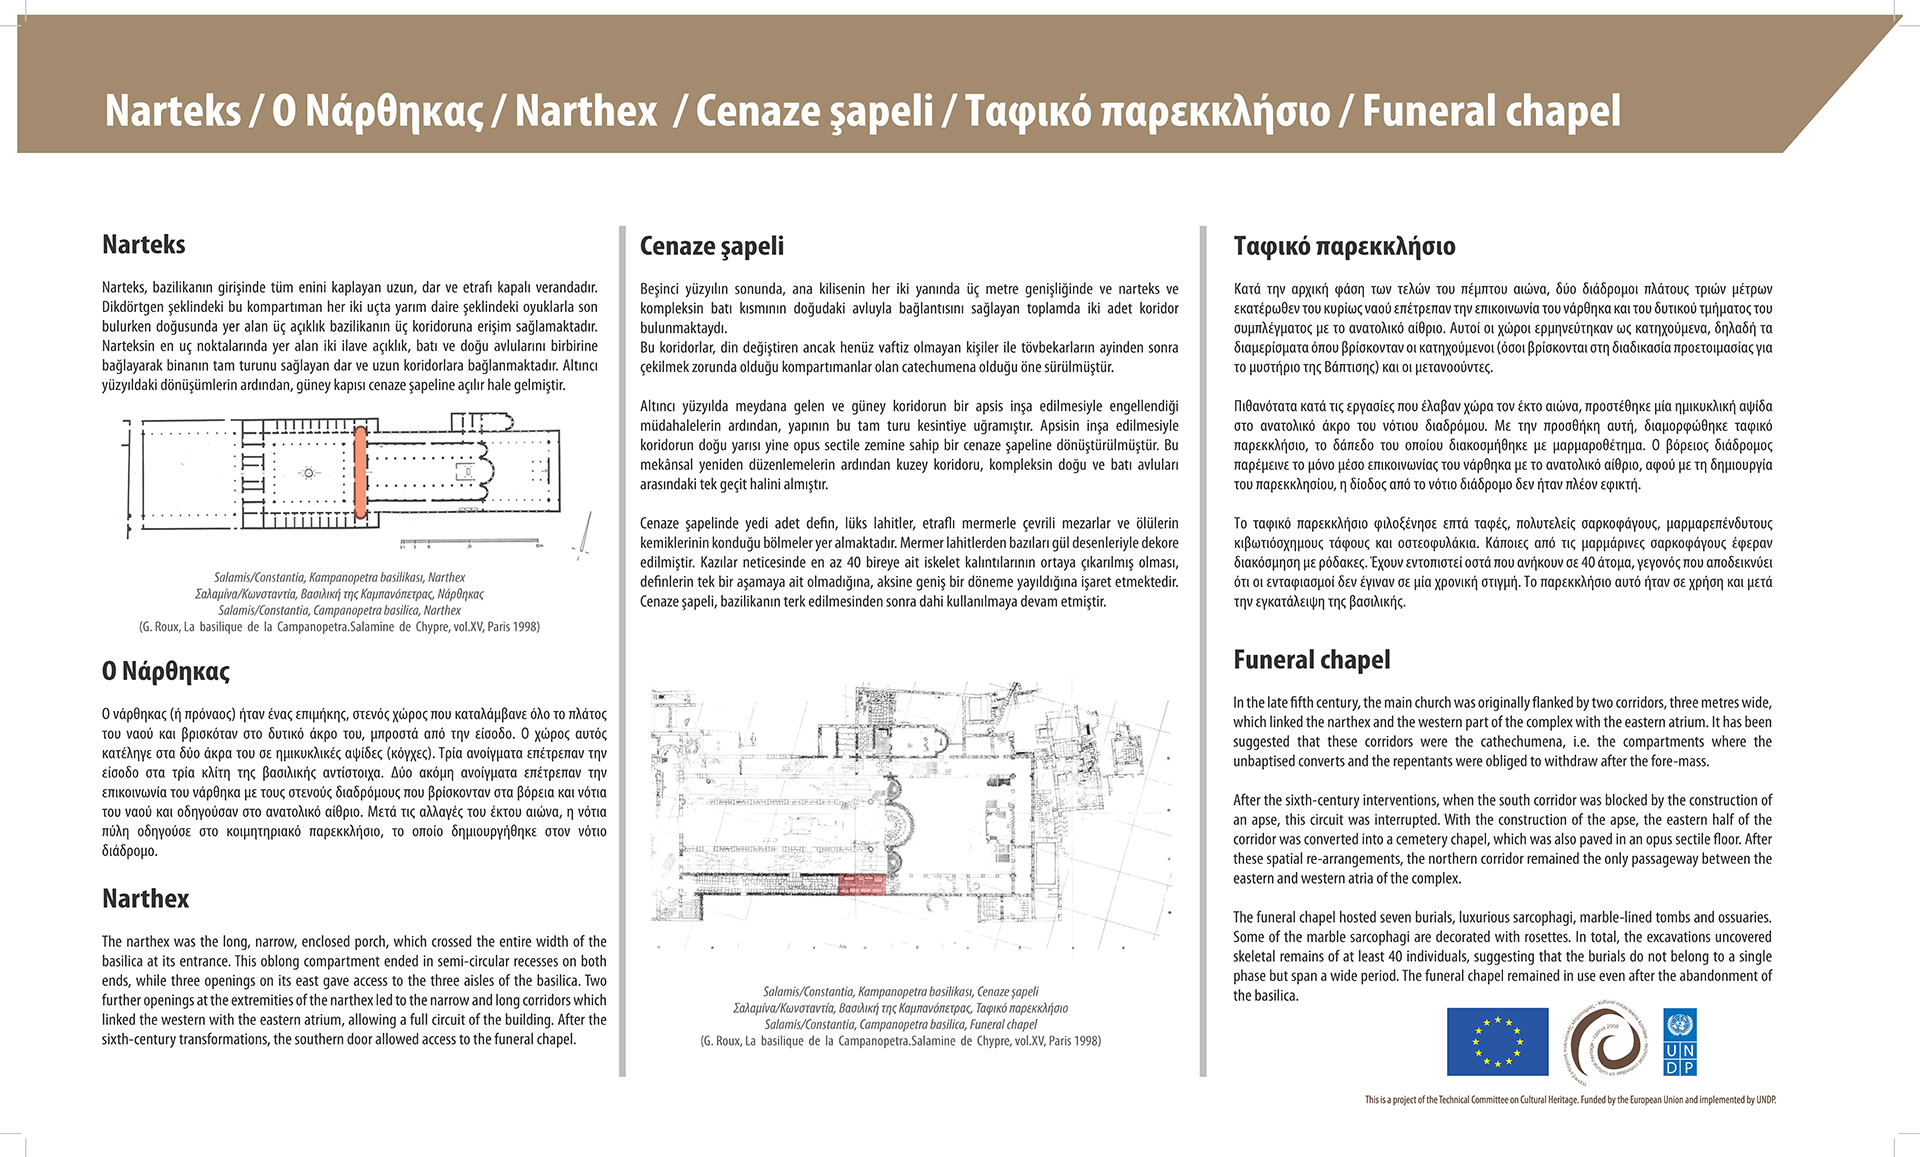 Narteks / Ο Νάρθηκας / Narthex / Cenaze şapeli / Ταφικό παρεκκλήσιο / Funeral chapel
Narteks
Narteks, bazilikanın girişinde tüm enini kaplayan uzun, dar ve etrafı kapalı verandadır.
Dikdörtgen şeklindeki bu kompartıman her iki uçta yarım daire şeklindeki oyuklarla son
bulurken doğusunda yer alan üç açıklık bazilikanın üç koridoruna erişim sağlamaktadır.
Narteksin en uç noktalarında yer alan iki ilave açıklık, batı ve doğu avlularını birbirine
bağlayarak binanın tam turunu sağlayan dar ve uzun koridorlara bağlanmaktadır. Altıncı
yüzyıldaki dönüşümlerin ardından, güney kapısı cenaze şapeline açılır hale gelmiştir.
Salamis/Constantia, Kampanopetra basilikası, Narthex
Σαλαμίνα/Κωνσταντία, Βασιλική της Καμπανόπετρας, Νάρθηκας
Salamis/Constantia, Campanopetra basilica, Narthex
(G. Roux, La basilique de la Campanopetra.Salamine de Chypre, vol.XV, Paris 1998)
Ο Νάρθηκας
Ο νάρθηκας (ή πρόναος) ήταν ένας επιμήκης, στενός χώρος που καταλάμβανε όλο το πλάτος
του ναού και βρισκόταν στο δυτικό άκρο του, μπροστά από την είσοδο. Ο χώρος αυτός
κατέληγε στα δύο άκρα του σε ημικυκλικές αψίδες (κόγχες). Τρία ανοίγματα επέτρεπαν την
είσοδο στα τρία κλίτη της βασιλικής αντίστοιχα. Δύο ακόμη ανοίγματα επέτρεπαν την
επικοινωνία του νάρθηκα με τους στενούς διαδρόμους που βρίσκονταν στα βόρεια και νότια
του ναού και οδηγούσαν στο ανατολικό αίθριο. Μετά τις αλλαγές του έκτου αιώνα, η νότια
πύλη οδηγούσε στο κοιμητηριακό παρεκκλήσιο, το οποίο δημιουργήθηκε στον νότιο
διάδρομο.
Narthex
The narthex was the long, narrow, enclosed porch, which crossed the entire width of the
basilica at its entrance. This oblong compartment ended in semi-circular recesses on both
ends, while three openings on its east gave access to the three aisles of the basilica. Two
further openings at the extremities of the narthex led to the narrow and long corridors which
linked the western with the eastern atrium, allowing a full circuit of the building. After the
sixth-century transformations, the southern door allowed access to the funeral chapel.
Cenaze şapeli
Beşinci yüzyılın sonunda, ana kilisenin her iki yanında üç metre genişliğinde ve narteks ve
kompleksin batı kısmının doğudaki avluyla bağlantısını sağlayan toplamda iki adet koridor
bulunmaktaydı.
Bu koridorlar, din değiştiren ancak henüz vaftiz olmayan kişiler ile tövbekarların ayinden sonra
çekilmek zorunda olduğu kompartımanlar olan catechumena olduğu öne sürülmüştür.
Altıncı yüzyılda meydana gelen ve güney koridorun bir apsis inşa edilmesiyle engellendiği
müdahalelerin ardından, yapının bu tam turu kesintiye uğramıştır. Apsisin inşa edilmesiyle
koridorun doğu yarısı yine opus sectile zemine sahip bir cenaze şapeline dönüştürülmüştür. Bu
mekânsal yeniden düzenlemelerin ardından kuzey koridoru, kompleksin doğu ve batı avluları
arasındaki tek geçit halini almıştır.
Cenaze şapelinde yedi adet defin, lüks lahitler, etraflı mermerle çevrili mezarlar ve ölülerin
kemiklerinin konduğu bölmeler yer almaktadır. Mermer lahitlerden bazıları gül desenleriyle dekore
edilmiştir. Kazılar neticesinde en az 40 bireye ait iskelet kalıntılarının ortaya çıkarılmış olması,
definlerin tek bir aşamaya ait olmadığına, aksine geniş bir döneme yayıldığına işaret etmektedir.
Cenaze şapeli, bazilikanın terk edilmesinden sonra dahi kullanılmaya devam etmiştir.
Salamis/Constantia, Kampanopetra basilikası, Cenaze şapeli
Σαλαμίνα/Κωνσταντία, Βασιλική της Καμπανόπετρας, Ταφικό παρεκκλήσιο
Salamis/Constantia, Campanopetra basilica, Funeral chapel
(G. Roux, La basilique de la Campanopetra.Salamine de Chypre, vol.XV, Paris 1998)
Ταφικό παρεκκλήσιο
Κατά την αρχική φάση των τελών του πέμπτου αιώνα, δύο διάδρομοι πλάτους τριών μέτρων
εκατέρωθεν του κυρίως ναού επέτρεπαν την επικοινωνία του νάρθηκα και του δυτικού τμήματος του
συμπλέγματος με το ανατολικό αίθριο. Αυτοί οι χώροι ερμηνεύτηκαν ως κατηχούμενα, δηλαδή τα
διαμερίσματα όπου βρίσκονταν οι κατηχούμενοι (όσοι βρίσκονται στη διαδικασία προετοιμασίας για
το μυστήριο της Βάπτισης) και οι μετανοούντες.
Πιθανότατα κατά τις εργασίες που έλαβαν χώρα τον έκτο αιώνα, προστέθηκε μία ημικυκλική αψίδα
στο ανατολικό άκρο του νότιου διαδρόμου. Με την προσθήκη αυτή, διαμορφώθηκε ταφικό
παρεκκλήσιο, το δάπεδο του οποίου διακοσμήθηκε με μαρμαροθέτημα. Ο βόρειος διάδρομος
παρέμεινε το μόνο μέσο επικοινωνίας του νάρθηκα με το ανατολικό αίθριο, αφού με τη δημιουργία
του παρεκκλησίου, η δίοδος από το νότιο διάδρομο δεν ήταν πλέον εφικτή.
Το ταφικό παρεκκλήσιο φιλοξένησε επτά ταφές, πολυτελείς σαρκοφάγους, μαρμαρεπένδυτους
κιβωτιόσχημους τάφους και οστεοφυλάκια. Κάποιες από τις μαρμάρινες σαρκοφάγους έφεραν
διακόσμηση με ρόδακες. Έχουν εντοπιστεί οστά που ανήκουν σε 40 άτομα, γεγονός που αποδεικνύει
ότι οι ενταφιασμοί δεν έγιναν σε μία χρονική στιγμή. Το παρεκκλήσιο αυτό ήταν σε χρήση και μετά
την εγκατάλειψη της βασιλικής.
Funeral chapel
In the late fifth century, the main church was originally flanked by two corridors, three metres wide,
which linked the narthex and the western part of the complex with the eastern atrium. It has been
suggested that these corridors were the cathechumena, i.e. the compartments where the
unbaptised converts and the repentants were obliged to withdraw after the fore-mass.
After the sixth-century interventions, when the south corridor was blocked by the construction of
an apse, this circuit was interrupted. With the construction of the apse, the eastern half of the
corridor was converted into a cemetery chapel, which was also paved in an opus sectile floor. After
these spatial re-arrangements, the northern corridor remained the only passageway between the
eastern and western atria of the complex.
The funeral chapel hosted seven burials, luxurious sarcophagi, marble-lined tombs and ossuaries.
Some of the marble sarcophagi are decorated with rosettes. In total, the excavations uncovered
skeletal remains of at least 40 individuals, suggesting that the burials do not belong to a single
phase but span a wide period. The funeral chapel remained in use even after the abandonment of
the basilica.
U N
D P
This is a project of the Technical Committee on Cultural Heritage. Funded by the European Union and implemented by UNDP.